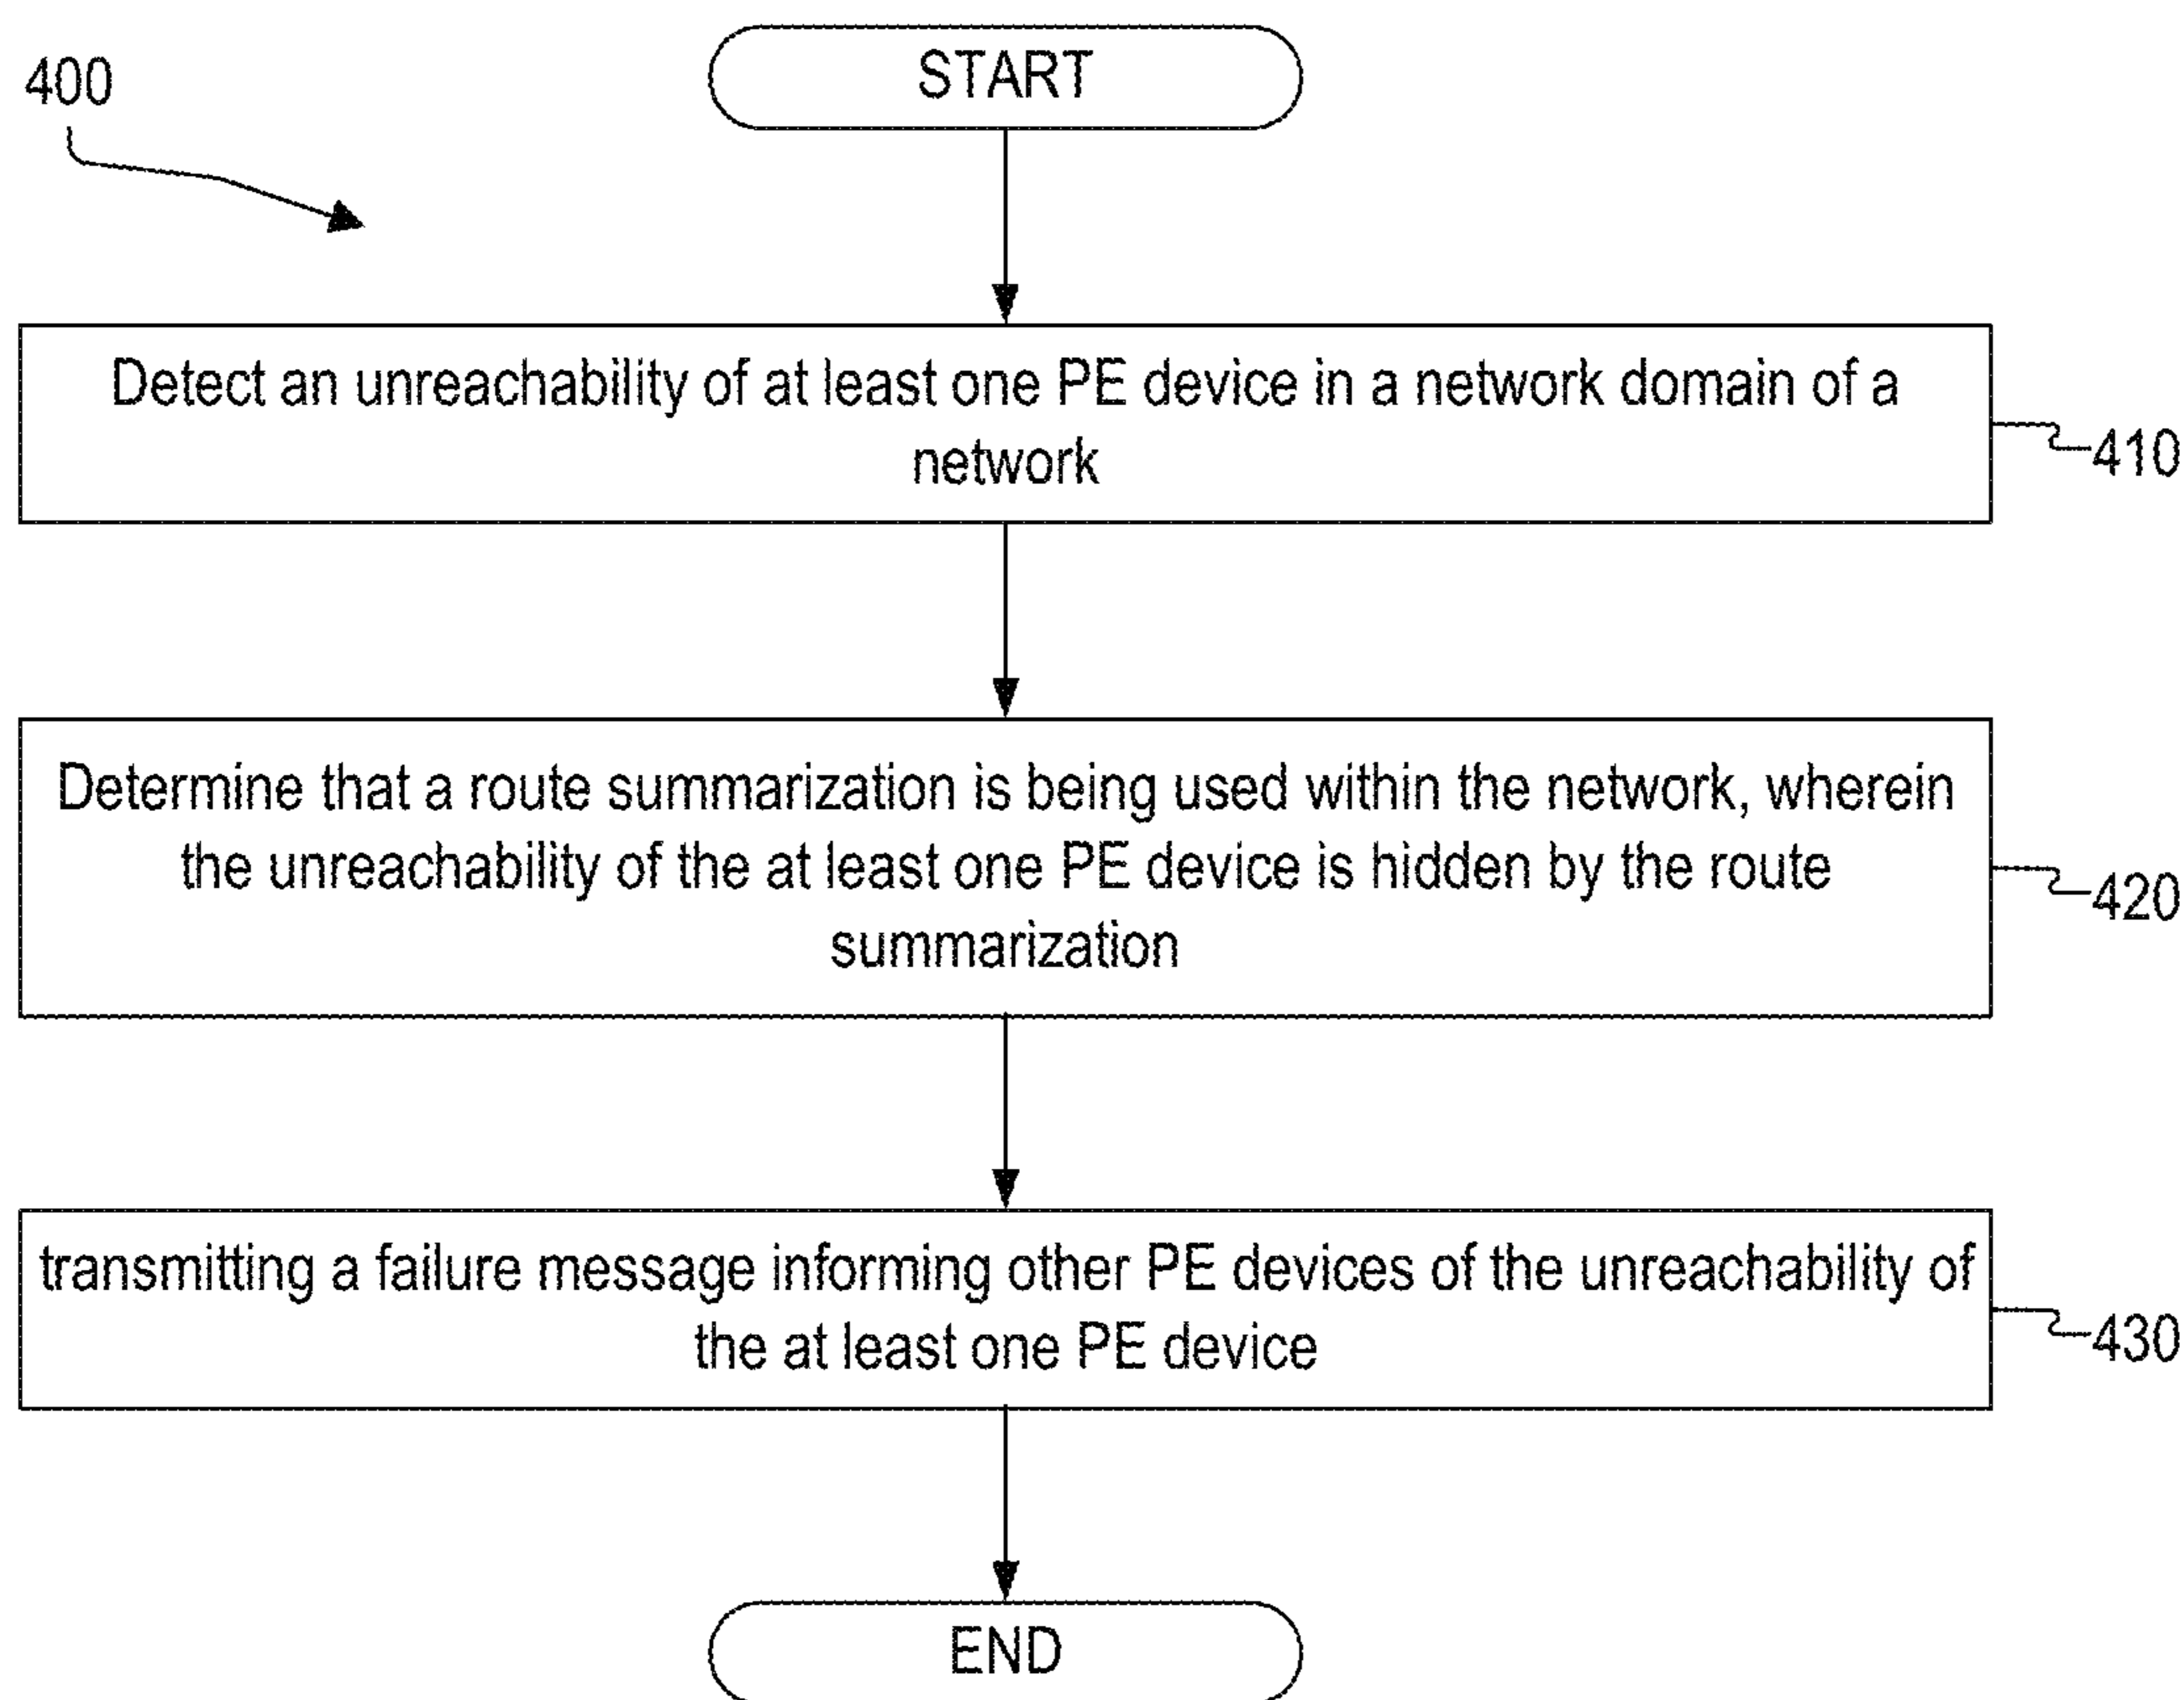 400
START
Detect an unreachability of at least one PE device in a network domain of a
network
410
Determine that a route summarization is being used within the network, wherein
the unreachability of the at least one PE device is hidden by the route
summarization
420
transmitting a failure message informing other PE devices of the unreachability of
the at least one PE device
430
END